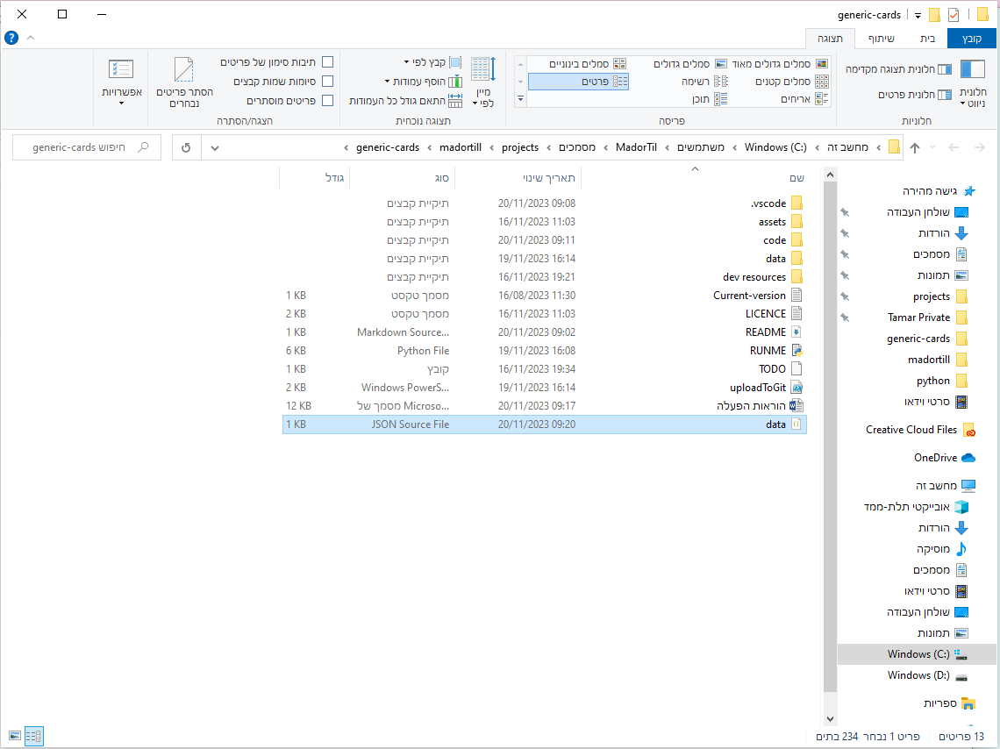 generic-cards
קובץ
בית
שיתוף
תצוגה
חלונית ניווט
חלונית תצוגה מקדימה
חלונית פרטים
חלוניות
סמלים גדולים מאוד
סמלים גדולים
סמלים בינוניים
סמלים קטנים
רשימה
פרטים
אריחים
תוכן
פריסה
מיין לפי
קבץ לפי
הוסף עמודות
התאם גודל כל העמודות
תצוגה נוכחית
תיבות סימון של פריטים
סיומות שמות קבצים
פריטים מוסתרים
הסתר פריטים נבחרים
הצגה/הסתרה
אפשרויות
מחשב זה › Windows (C:) › משתמשים › MadorTil › מסמכים › projects › madortill › generic-cards ›
חיפוש generic-cards
שם תאריך שינוי סוג גודל
.vscode 20/11/2023 09:08 תיקיית קבצים
assets 16/11/2023 11:03 תיקיית קבצים
code 20/11/2023 09:11 תיקיית קבצים
data 19/11/2023 16:14 תיקיית קבצים
dev resources 16/11/2023 19:21 תיקיית קבצים
Current-version 16/08/2023 11:30 מסמך טקסט 1 KB
LICENCE 16/11/2023 11:03 מסמך טקסט 2 KB
README 20/11/2023 09:02 Markdown Source... 1 KB
RUNME 19/11/2023 16:08 Python File 6 KB
TODO 16/11/2023 19:34 קובץ 1 KB
uploadToGit 19/11/2023 16:14 Windows PowerS... 2 KB
הוראות הפעלה 20/11/2023 09:17 מסמך של Microso... 12 KB
data 20/11/2023 09:20 JSON Source File 1 KB
גישה מהירה
שולחן העבודה
הורדות
מסמכים
תמונות
projects
Tamar Private
generic-cards
madortill
python
סרטי וידאו
Creative Cloud Files
OneDrive
מחשב זה
אובייקטי תלת-ממד
הורדות
מוסיקה
מסמכים
סרטי וידאו
שולחן העבודה
תמונות
Windows (C:)
Windows (D:)
ספריות
13 פריטים
פריט 1 נבחר 234 בתים